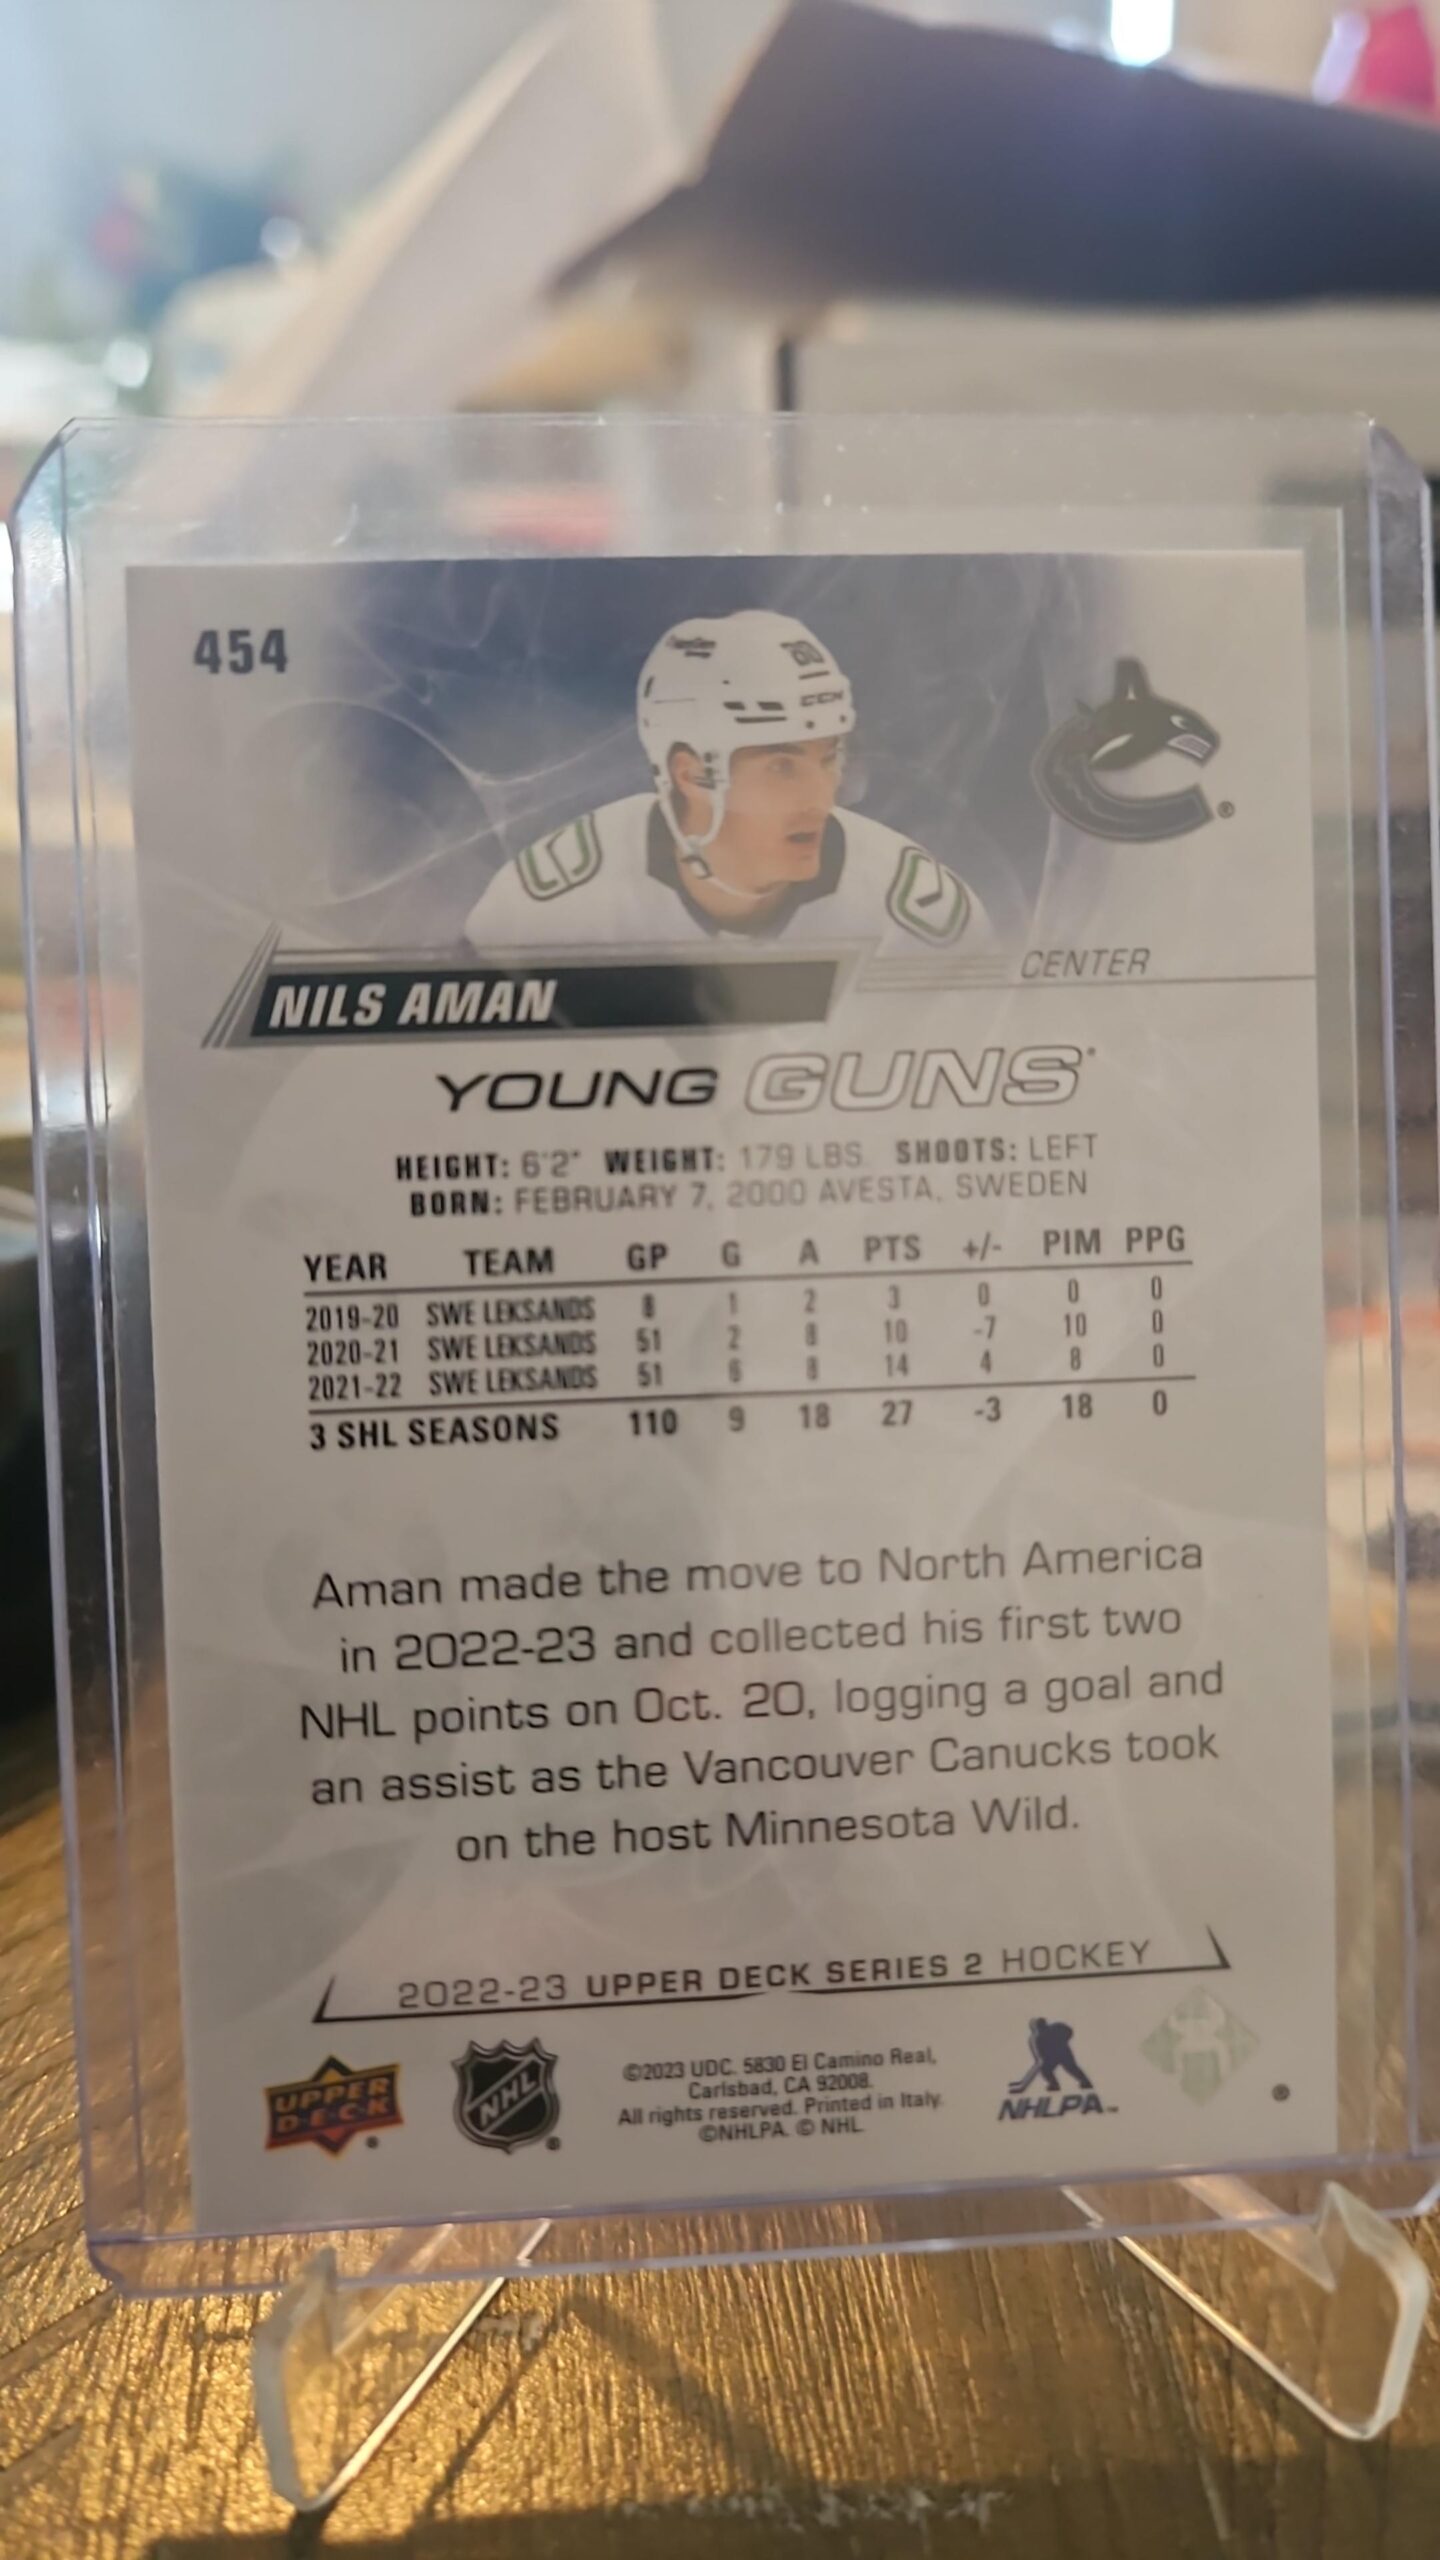 454
CCM
®
CENTER
NILS AMAN
YOUNG GUNS
HEIGHT: 6'2" WEIGHT: 179 LBS. SHOOTS: LEFT
BORN: FEBRUARY 7, 2000 AVESTA, SWEDEN
YEAR TEAM GP G A PTS +/- PIM PPG
2019-20 SWE LEKSANDS 8 1 2 3 0 0 0
2020-21 SWE LEKSANDS 51 2 8 10 -7 10 0
2021-22 SWE LEKSANDS 51 6 8 14 4 8 0
3 SHL SEASONS 110 9 18 27 -3 18 0
Aman made the move to North America
in 2022-23 and collected his first two
NHL points on Oct. 20, logging a goal and
an assist as the Vancouver Canucks took
on the host Minnesota Wild.
2022-23 UPPER DECK SERIES 2 HOCKEY
UPPER
DECK ®
NHL ®
©2023 UDC. 5830 El Camino Real,
Carlsbad, CA 92008.
All rights reserved. Printed in Italy.
©NHLPA. © NHL.
NHLPA™
®